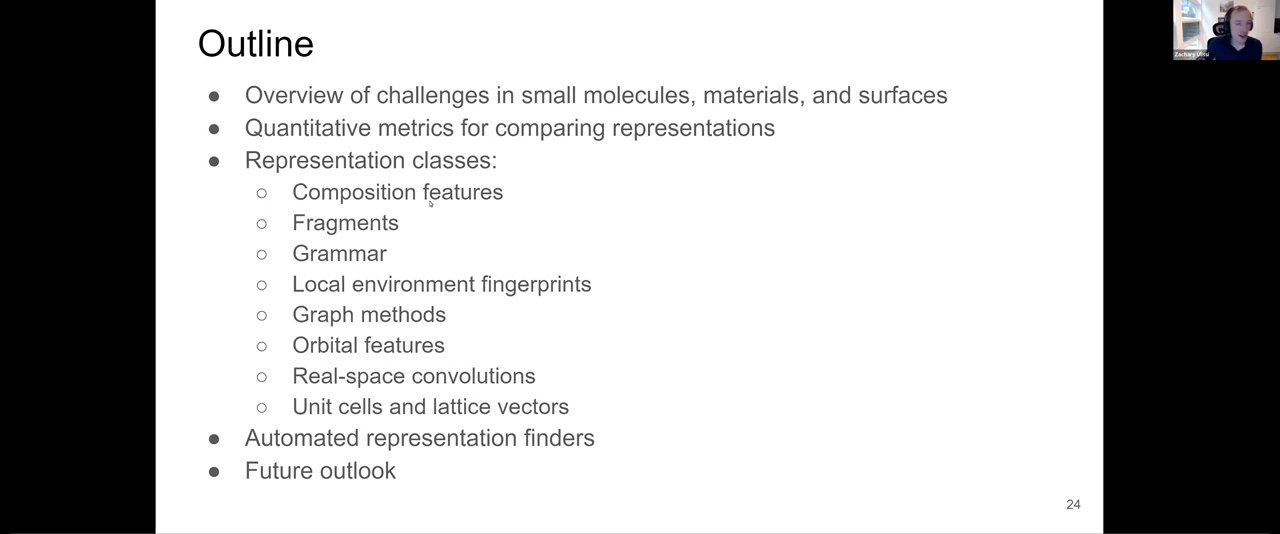 Outline
● Overview of challenges in small molecules, materials, and surfaces
● Quantitative metrics for comparing representations
● Representation classes:
○ Composition features
○ Fragments
○ Grammar
○ Local environment fingerprints
○ Graph methods
○ Orbital features
○ Real-space convolutions
○ Unit cells and lattice vectors
● Automated representation finders
● Future outlook
24
Zachary Ulissi